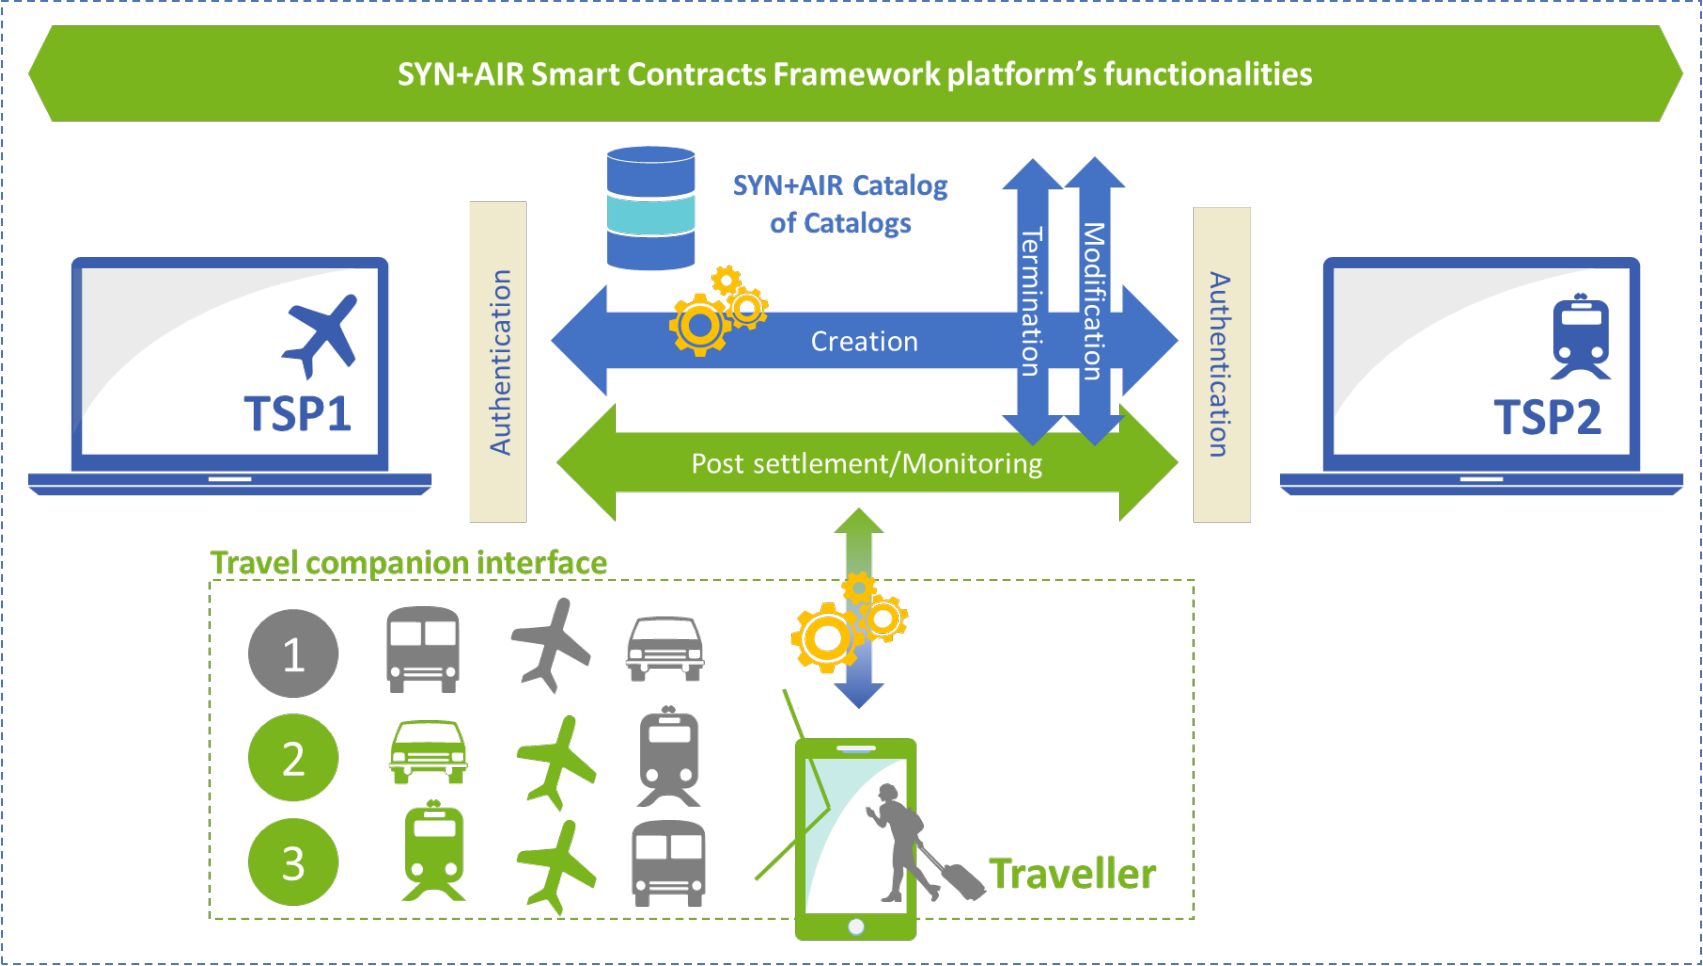 SYN+AIR Smart Contracts Framework platform’s functionalities
SYN+AIR Catalog
of Catalogs
Termination
Modification
Authentication
Authentication
Creation
TSP1
TSP2
Post settlement/Monitoring
Travel companion interface
1
2
3
Traveller